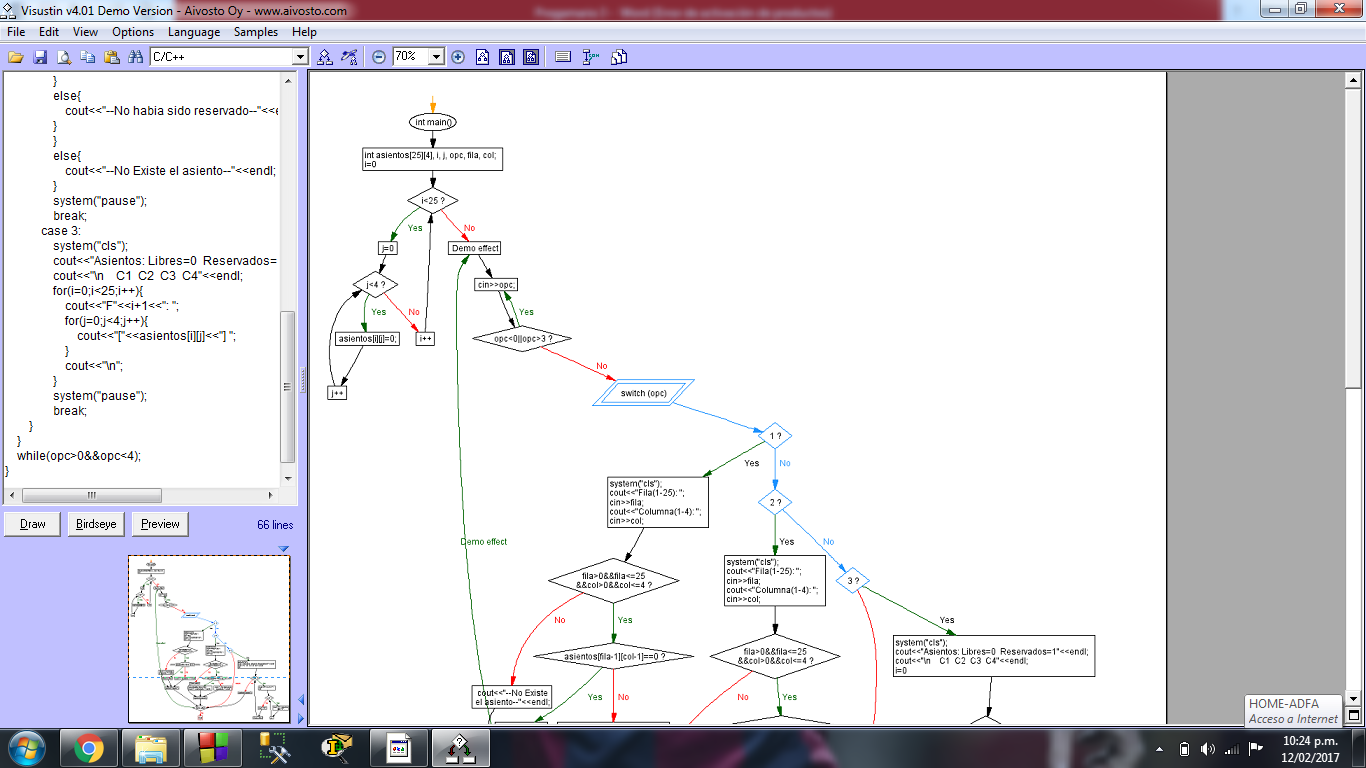 Visustin v4.01 Demo Version - Aivosto Oy - www.aivosto.com
File Edit View Options Language Samples Help
C/C++
70%
}
else{
cout<<"--No habia sido reservado--"<<e
}
}
else{
cout<<"--No Existe el asiento--"<<endl;
}
system("pause");
break;
case 3:
system("cls");
cout<<"Asientos: Libres=0 Reservados=
cout<<"\n C1 C2 C3 C4"<<endl;
for(i=0;i<25;i++){
cout<<"F"<<i+1<<": ";
for(j=0;j<4;j++){
cout<<"["<<asientos[i][j]<<"] ";
}
cout<<"\n";
}
system("pause");
break;
}
}
while(opc>0&&opc<4);
}
Draw Birdseye Preview 66 lines
int main()
int asientos[25][4], i, j, opc, fila, col;
i=0
i<25 ?
Yes
No
j=0
Demo effect
j<4 ?
cin>>opc;
Yes
No
Yes
asientos[i][j]=0;
i++
opc<0||opc>3 ?
No
j++
switch (opc)
1 ?
Yes
No
system("cls");
cout<<"Fila(1-25): ";
cin>>fila;
cout<<"Columna(1-4): ";
cin>>col;
2 ?
Demo effect
Yes
No
system("cls");
cout<<"Fila(1-25): ";
cin>>fila;
cout<<"Columna(1-4): ";
cin>>col;
fila>0&&fila<=25
&&col>0&&col<=4 ?
3 ?
No
Yes
Yes
system("cls");
cout<<"Asientos: Libres=0 Reservados=1"<<endl;
cout<<"\n C1 C2 C3 C4"<<endl;
i=0
asientos[fila-1][col-1]==0 ?
fila>0&&fila<=25
&&col>0&&col<=4 ?
cout<<"--No Existe
el asiento--"<<endl;
Yes
No
No
Yes
HOME-ADFA
Acceso a Internet
10:24 p.m.
12/02/2017